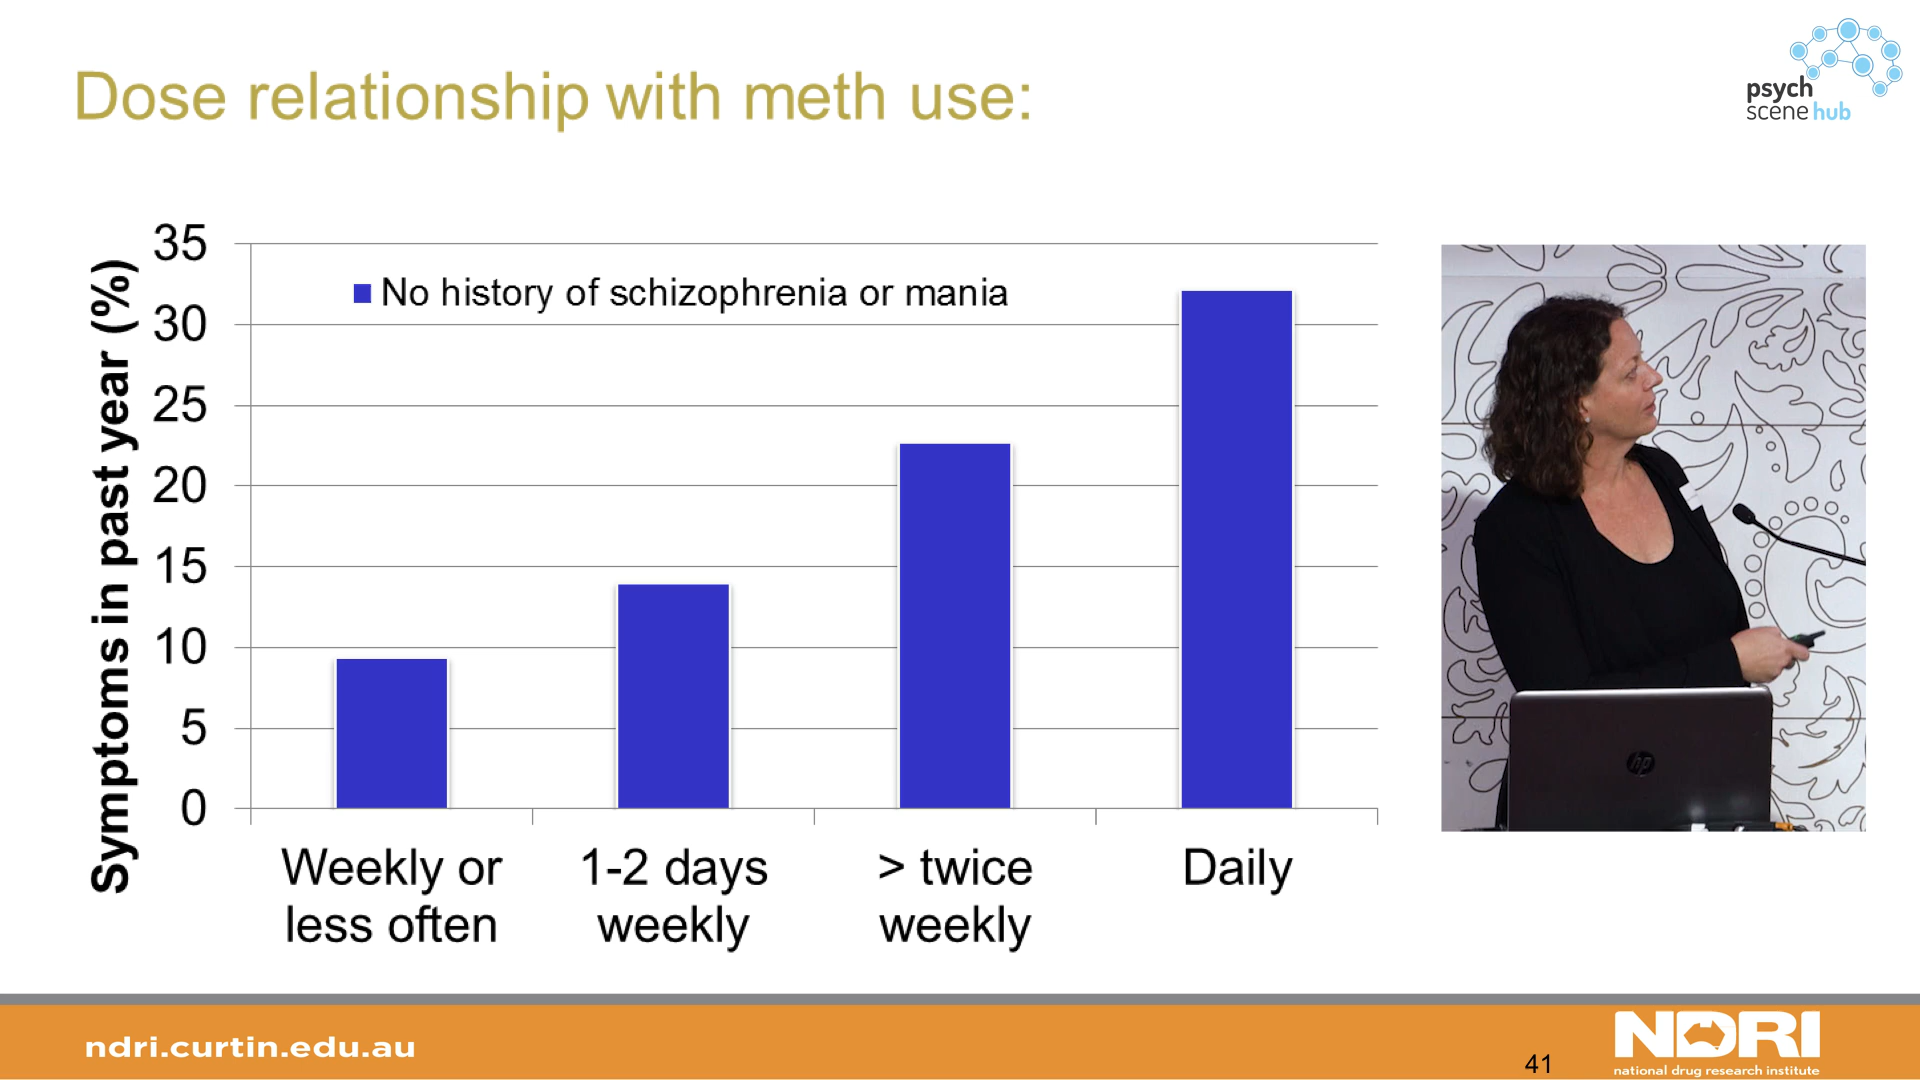 Dose relationship with meth use:
psych
scene hub
Symptoms in past year (%)
35
30
25
20
15
10
5
0
No history of schizophrenia or mania
Weekly or
less often
1-2 days
weekly
> twice
weekly
Daily
hp
ndri.curtin.edu.au
41
NDRI
national drug research institute